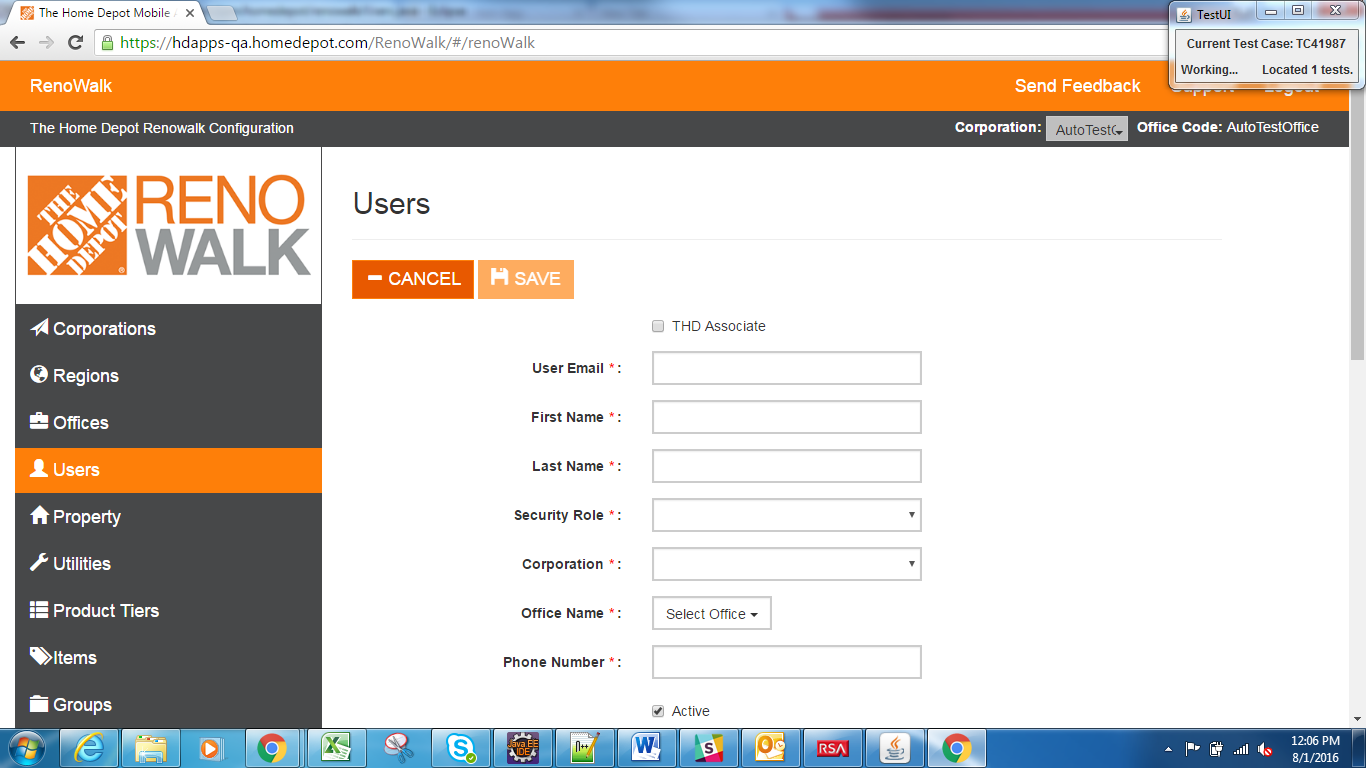 The Home Depot Mobile
TestUI
https://hdapps-qa.homedepot.com/RenoWalk/#/renoWalk
Current Test Case: TC41987
Working... Located 1 tests.
RenoWalk Send Feedback
The Home Depot Renowalk Configuration Corporation: AutoTestC Office Code: AutoTestOffice
THE HOME DEPOT
RENO
WALK
Users
CANCEL SAVE
THD Associate
User Email * :
First Name * :
Last Name * :
Security Role * :
Corporation * :
Office Name * : Select Office
Phone Number * :
Active
Corporations
Regions
Offices
Users
Property
Utilities
Product Tiers
Items
Groups
Java EE
IDE
RSA
12:06 PM
8/1/2016